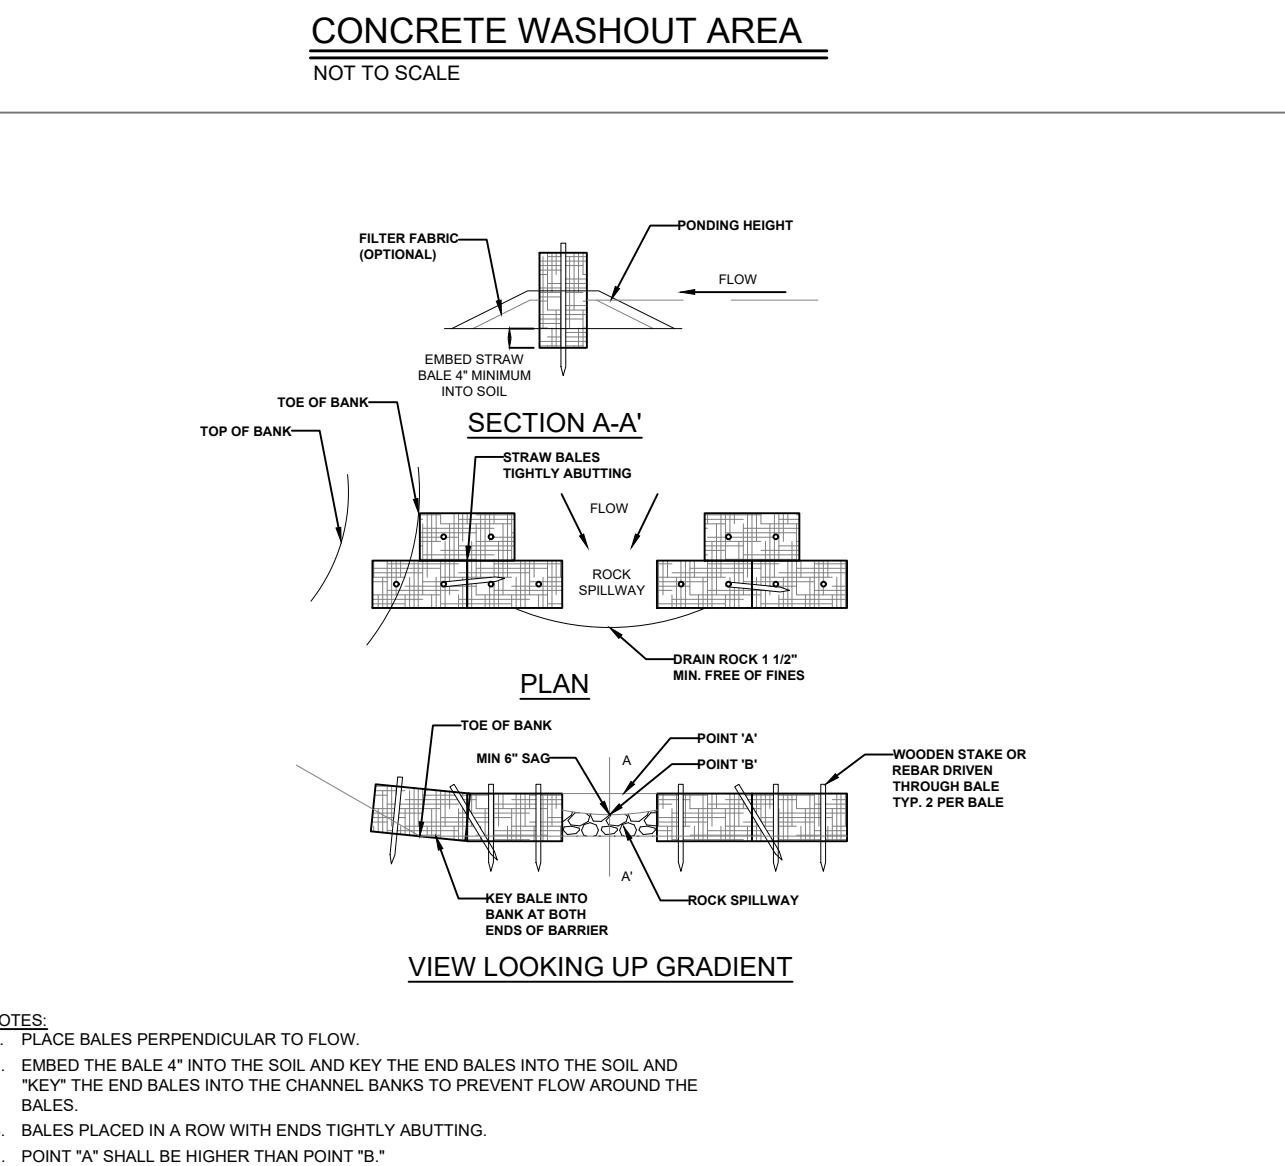 CONCRETE WASHOUT AREA
NOT TO SCALE
PONDING HEIGHT
FILTER FABRIC
(OPTIONAL)
FLOW
EMBED STRAW
BALE 4" MINIMUM
INTO SOIL
SECTION A-A'
TOE OF BANK
TOP OF BANK
STRAW BALES
TIGHTLY ABUTTING
FLOW
ROCK
SPILLWAY
DRAIN ROCK 1 1/2"
MIN. FREE OF FINES
PLAN
TOE OF BANK
MIN 6" SAG
A
POINT 'A'
POINT 'B'
WOODEN STAKE OR
REBAR DRIVEN
THROUGH BALE
TYP. 2 PER BALE
A'
KEY BALE INTO
BANK AT BOTH
ENDS OF BARRIER
ROCK SPILLWAY
VIEW LOOKING UP GRADIENT
OTES:
. PLACE BALES PERPENDICULAR TO FLOW.
. EMBED THE BALE 4" INTO THE SOIL AND KEY THE END BALES INTO THE SOIL AND
"KEY" THE END BALES INTO THE CHANNEL BANKS TO PREVENT FLOW AROUND THE
BALES.
. BALES PLACED IN A ROW WITH ENDS TIGHTLY ABUTTING.
. POINT "A" SHALL BE HIGHER THAN POINT "B."